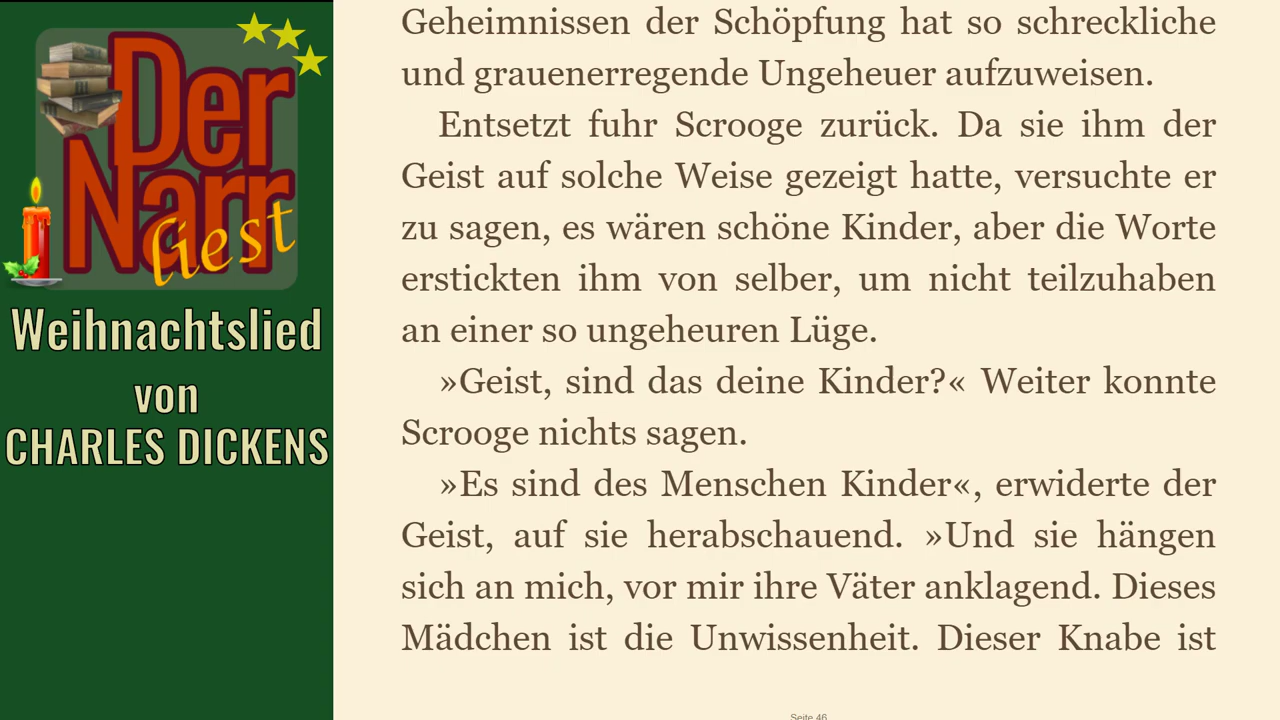 Der
Narr
liest
Weihnachtslied
von
CHARLES DICKENS
Geheimnissen der Schöpfung hat so schreckliche
und grauenerregende Ungeheuer aufzuweisen.
Entsetzt fuhr Scrooge zurück. Da sie ihm der
Geist auf solche Weise gezeigt hatte, versuchte er
zu sagen, es wären schöne Kinder, aber die Worte
erstickten ihm von selber, um nicht teilzuhaben
an einer so ungeheuren Lüge.
»Geist, sind das deine Kinder?« Weiter konnte
Scrooge nichts sagen.
»Es sind des Menschen Kinder«, erwiderte der
Geist, auf sie herabschauend. »Und sie hängen
sich an mich, vor mir ihre Väter anklagend. Dieses
Mädchen ist die Unwissenheit. Dieser Knabe ist
Seite 46